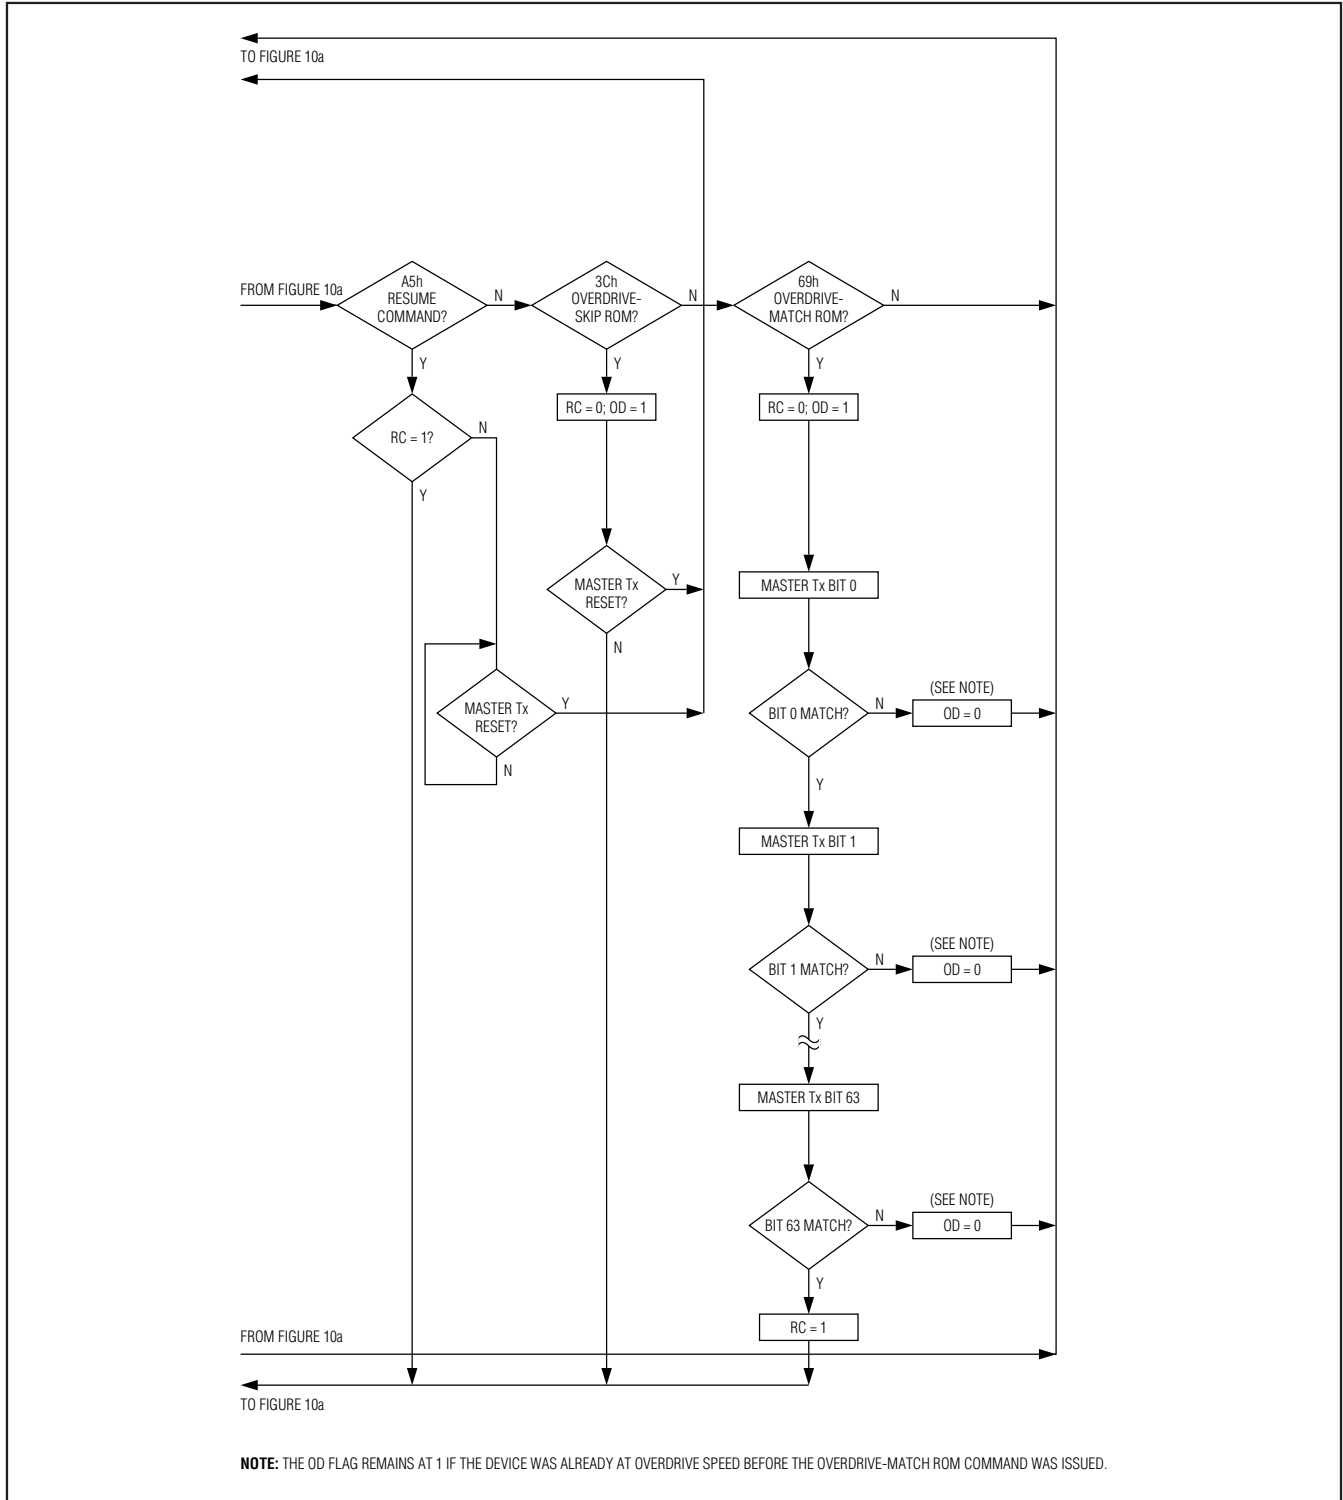 TO FIGURE 10a
FROM FIGURE 10a
A5h
RESUME
COMMAND?
N
3Ch
OVERDRIVE-
SKIP ROM?
N
69h
OVERDRIVE-
MATCH ROM?
N
Y
Y
Y
RC = 0; OD = 1
RC = 0; OD = 1
RC = 1?
N
Y
MASTER Tx
RESET?
Y
N
MASTER Tx BIT 0
MASTER Tx
RESET?
Y
N
(SEE NOTE)
BIT 0 MATCH?
N
OD = 0
Y
MASTER Tx BIT 1
(SEE NOTE)
BIT 1 MATCH?
N
OD = 0
Y
MASTER Tx BIT 63
(SEE NOTE)
BIT 63 MATCH?
N
OD = 0
Y
RC = 1
FROM FIGURE 10a
TO FIGURE 10a
NOTE: THE OD FLAG REMAINS AT 1 IF THE DEVICE WAS ALREADY AT OVERDRIVE SPEED BEFORE THE OVERDRIVE-MATCH ROM COMMAND WAS ISSUED.